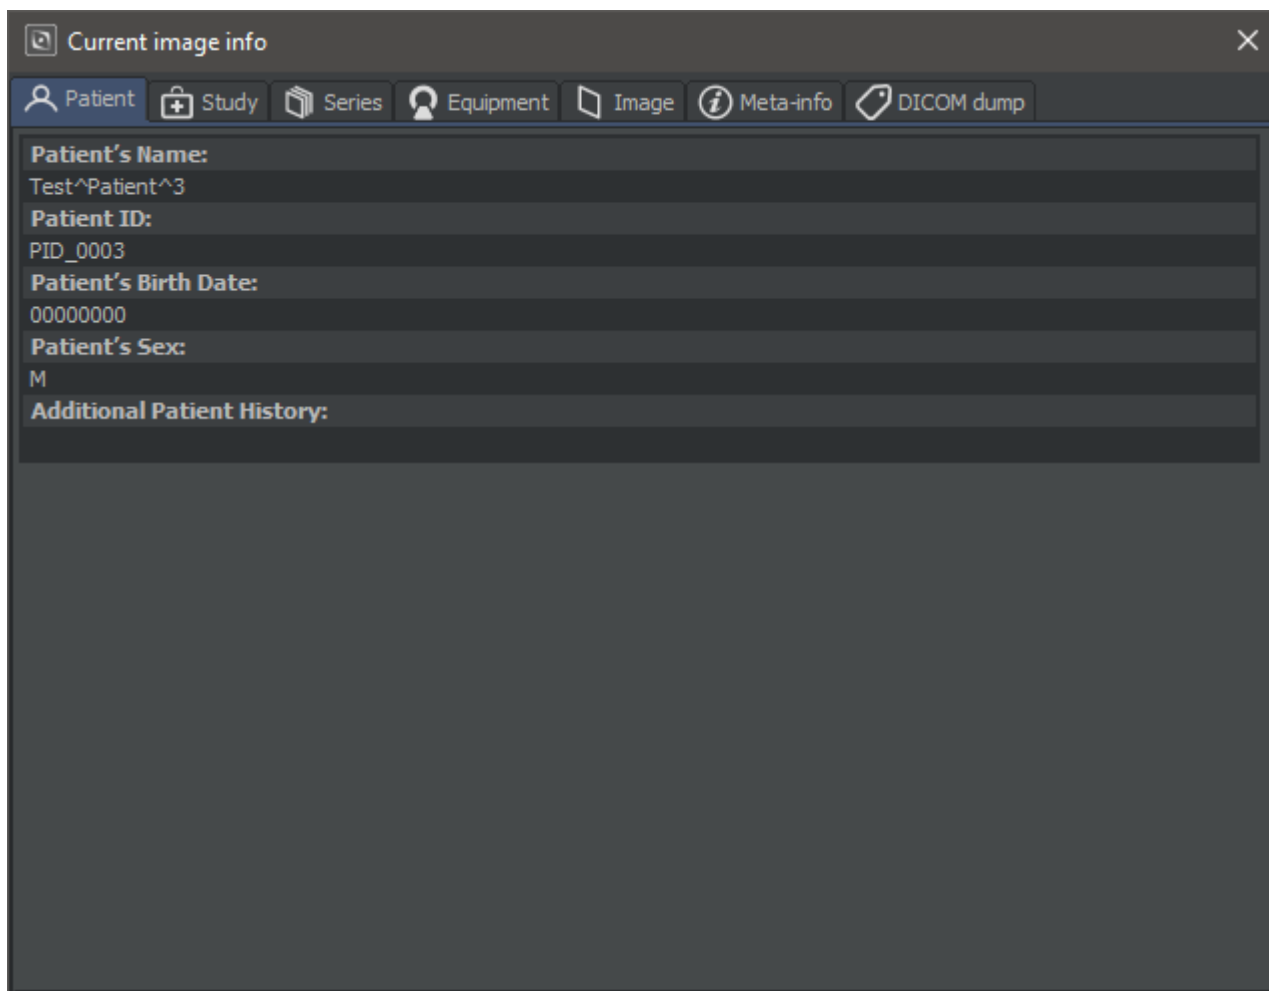 Current image info
Patient Study Series Equipment Image Meta-info DICOM dump
Patient's Name:
Test^Patient^3
Patient ID:
PID_0003
Patient's Birth Date:
00000000
Patient's Sex:
M
Additional Patient History: